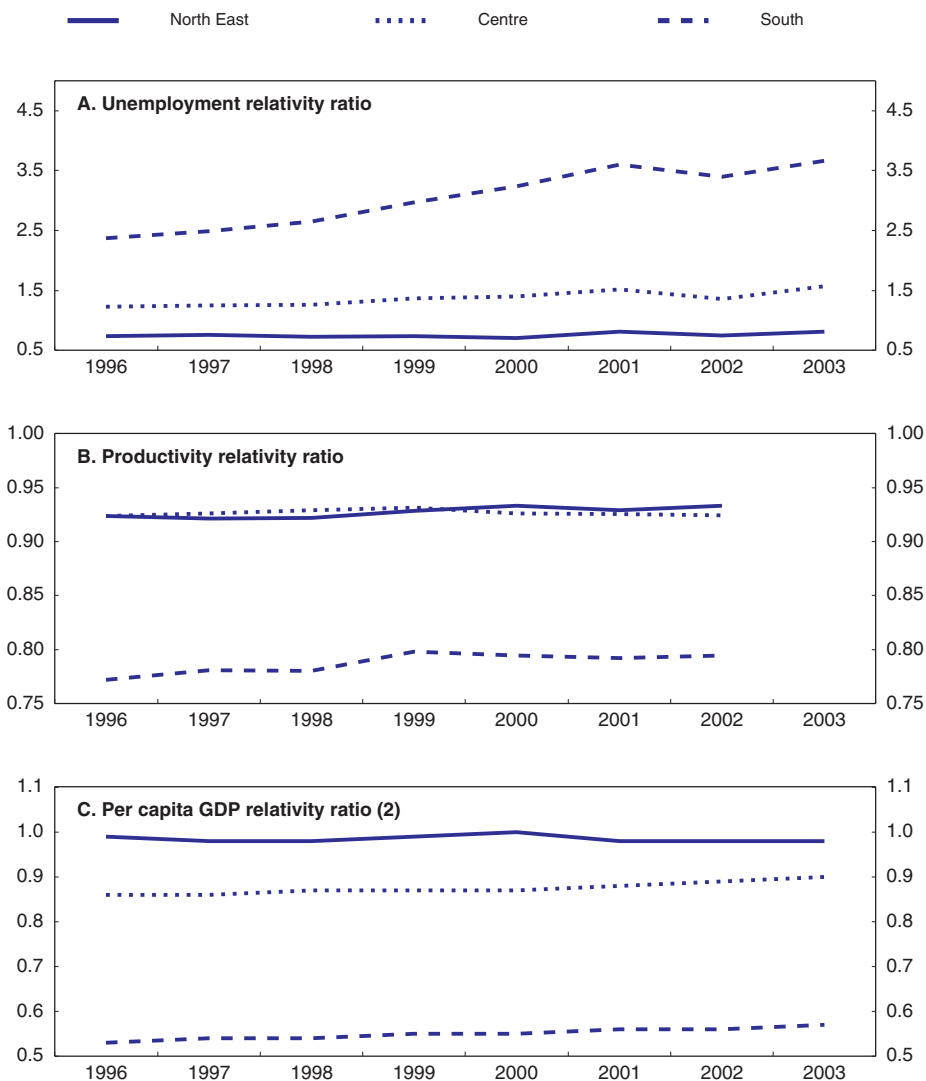 North East Centre South
A. Unemployment relativity ratio
4.5 4.5
3.5 3.5
2.5 2.5
1.5 1.5
0.5 0.5
1996 1997 1998 1999 2000 2001 2002 2003
1.00 1.00
B. Productivity relativity ratio
0.95 0.95
0.90 0.90
0.85 0.85
0.80 0.80
0.75 0.75
1996 1997 1998 1999 2000 2001 2002 2003
1.1 1.1
C. Per capita GDP relativity ratio (2)
1.0 1.0
0.9 0.9
0.8 0.8
0.7 0.7
0.6 0.6
0.5 0.5
1996 1997 1998 1999 2000 2001 2002 2003